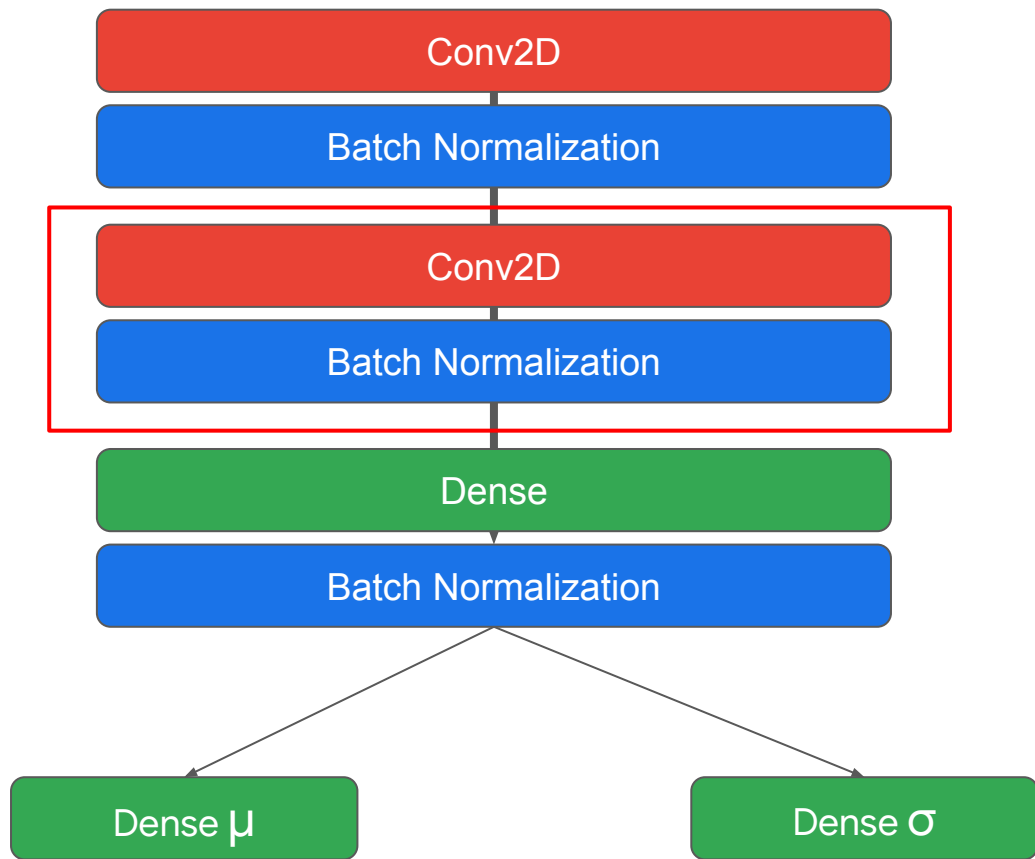 Conv2D
Batch Normalization
Conv2D
Batch Normalization
Dense
Batch Normalization
Dense μ
Dense σ